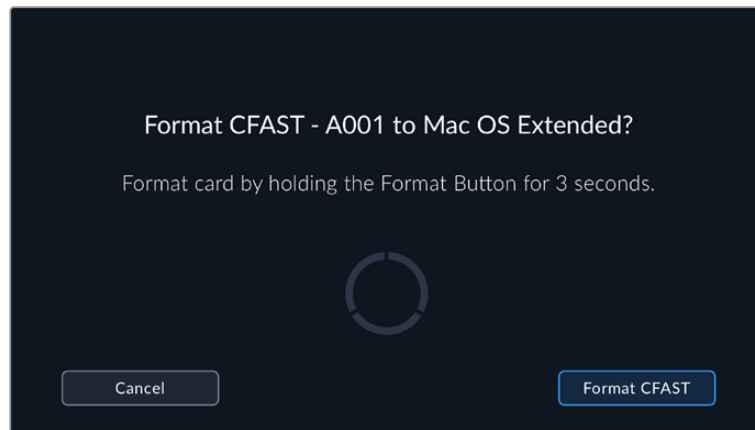 Format CFAST - A001 to Mac OS Extended?
Format card by holding the Format Button for 3 seconds.
Cancel
Format CFAST